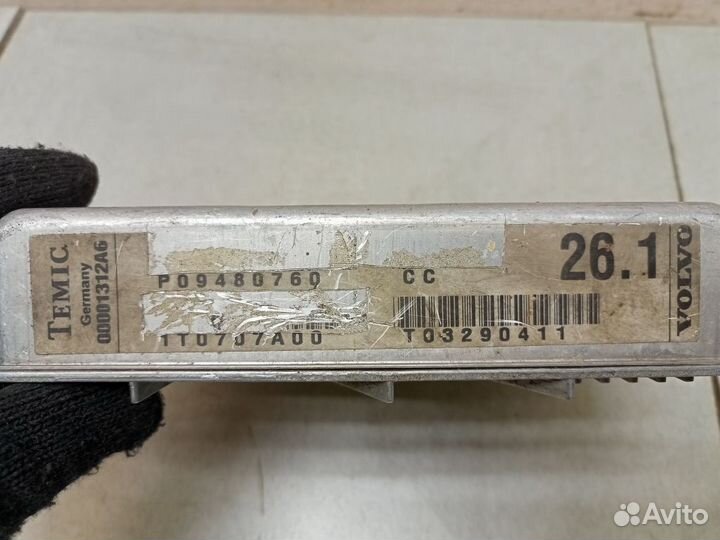 TEMIC
Germany
00001312A6
P09480760 CC
26.1
1T0707A00
T03290411
VOLVO
Avito